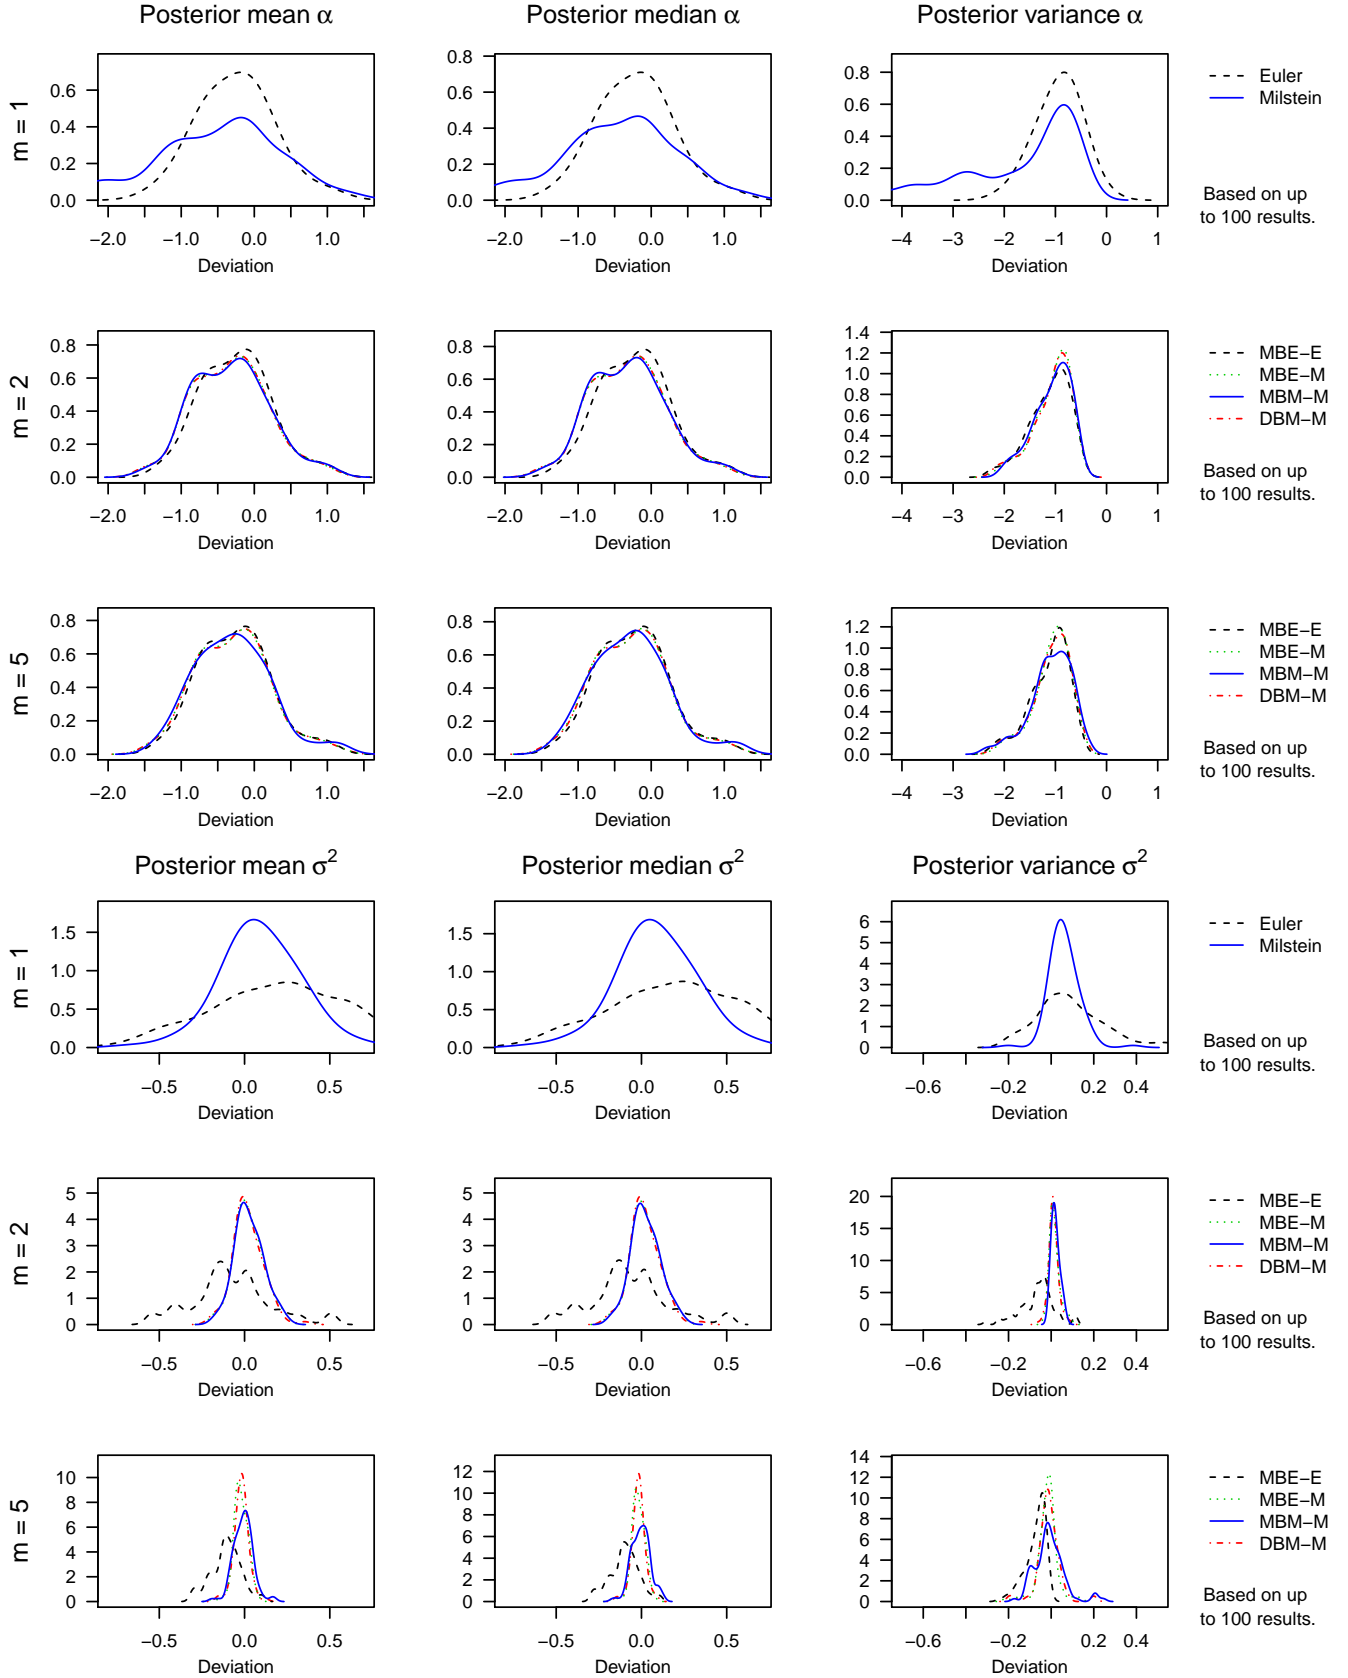 Posterior mean α
Posterior median α
Posterior variance α
m = 1
0.0
0.2
0.4
0.6
−2.0
−1.0
0.0
1.0
Deviation
0.0
0.2
0.4
0.6
0.8
−2.0
−1.0
0.0
1.0
Deviation
0.0
0.2
0.4
0.6
0.8
−4
−3
−2
−1
0
1
Deviation
Euler
Milstein
Based on up
to 100 results.
m = 2
0.0
0.2
0.4
0.6
0.8
−2.0
−1.0
0.0
1.0
Deviation
0.0
0.2
0.4
0.6
0.8
−2.0
−1.0
0.0
1.0
Deviation
0.0
0.2
0.4
0.6
0.8
1.0
1.2
1.4
−4
−3
−2
−1
0
1
Deviation
MBE−E
MBE−M
MBM−M
DBM−M
Based on up
to 100 results.
m = 5
0.0
0.2
0.4
0.6
0.8
−2.0
−1.0
0.0
1.0
Deviation
0.0
0.2
0.4
0.6
0.8
−2.0
−1.0
0.0
1.0
Deviation
0.0
0.2
0.4
0.6
0.8
1.0
1.2
−4
−3
−2
−1
0
1
Deviation
MBE−E
MBE−M
MBM−M
DBM−M
Based on up
to 100 results.
Posterior mean σ²
Posterior median σ²
Posterior variance σ²
m = 1
0.0
0.5
1.0
1.5
−0.5
0.0
0.5
Deviation
0.0
0.5
1.0
1.5
−0.5
0.0
0.5
Deviation
0
1
2
3
4
5
6
−0.6
−0.2
0.2
0.4
Deviation
Euler
Milstein
Based on up
to 100 results.
m = 2
0
1
2
3
4
5
−0.5
0.0
0.5
Deviation
0
1
2
3
4
5
−0.5
0.0
0.5
Deviation
0
5
10
15
20
−0.6
−0.2
0.2
0.4
Deviation
MBE−E
MBE−M
MBM−M
DBM−M
Based on up
to 100 results.
m = 5
0
2
4
6
8
10
−0.5
0.0
0.5
Deviation
0
2
4
6
8
10
12
−0.5
0.0
0.5
Deviation
0
2
4
6
8
10
12
14
−0.6
−0.2
0.2
0.4
Deviation
MBE−E
MBE−M
MBM−M
DBM−M
Based on up
to 100 results.